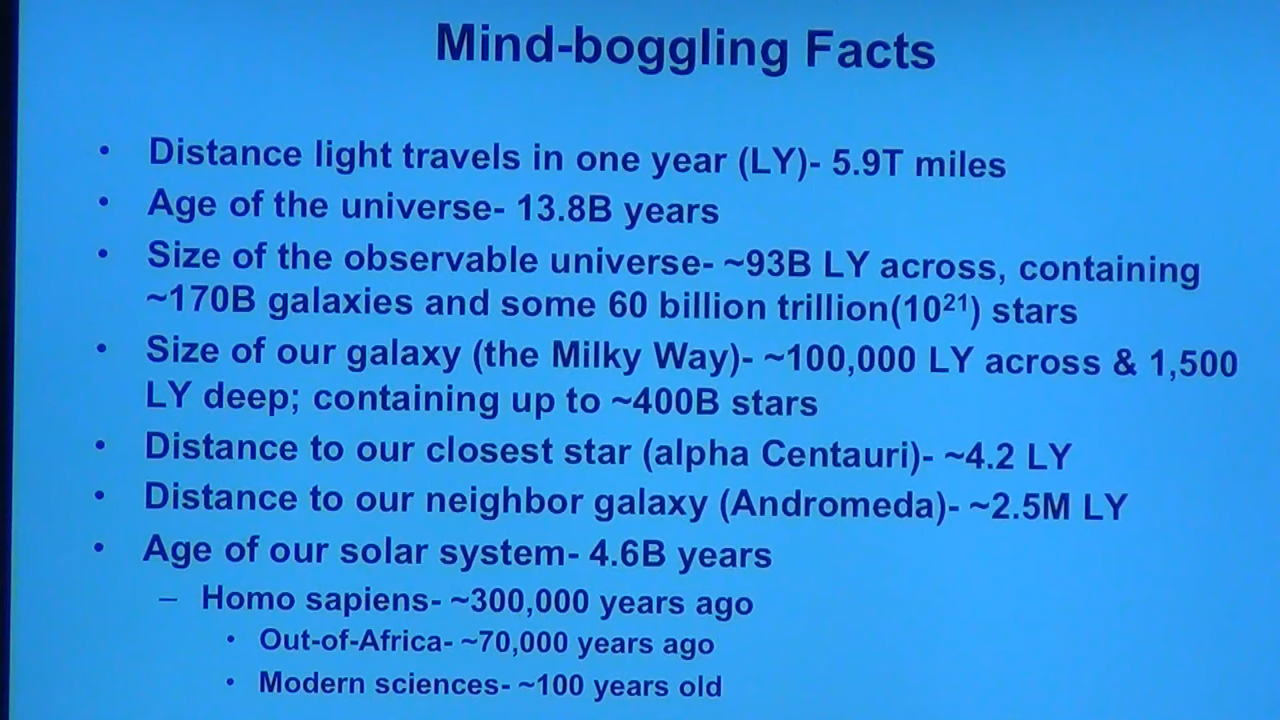 Mind-boggling Facts
• Distance light travels in one year (LY)- 5.9T miles
• Age of the universe- 13.8B years
• Size of the observable universe- ~93B LY across, containing
~170B galaxies and some 60 billion trillion(10²¹) stars
• Size of our galaxy (the Milky Way)- ~100,000 LY across & 1,500
LY deep; containing up to ~400B stars
• Distance to our closest star (alpha Centauri)- ~4.2 LY
• Distance to our neighbor galaxy (Andromeda)- ~2.5M LY
• Age of our solar system- 4.6B years
– Homo sapiens- ~300,000 years ago
• Out-of-Africa- ~70,000 years ago
• Modern sciences- ~100 years old